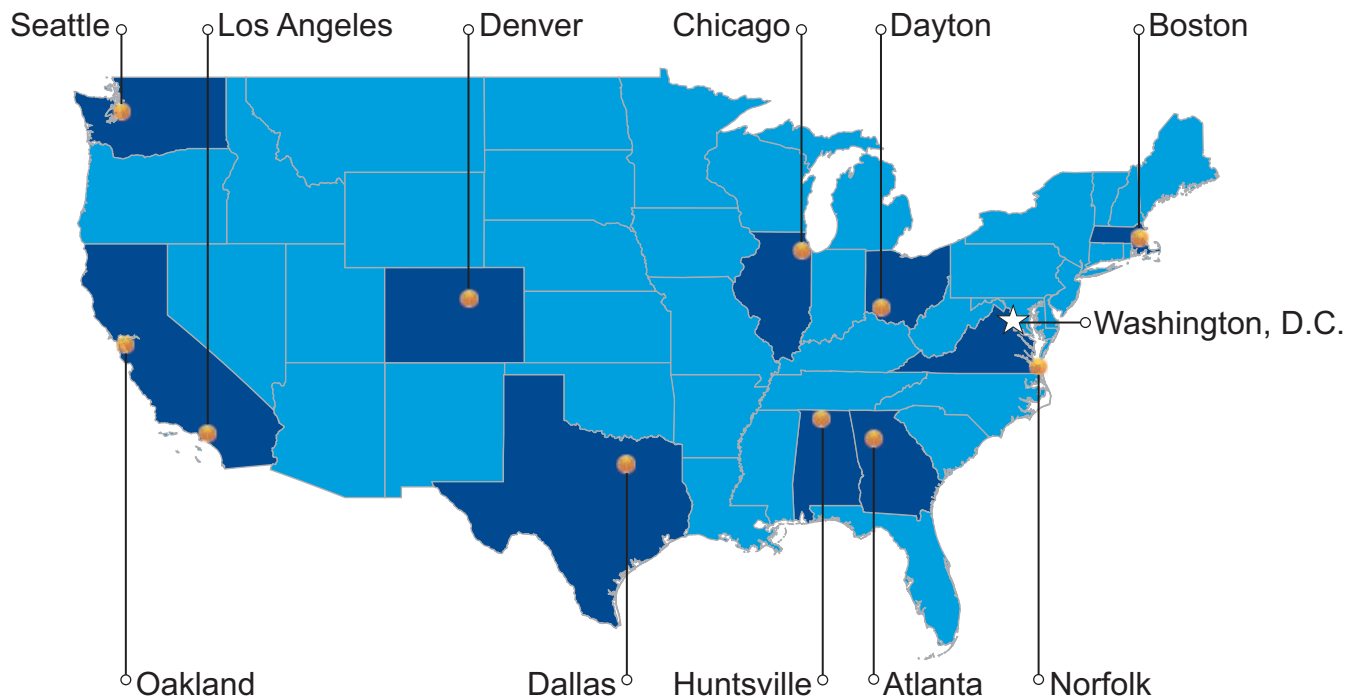 Seattle
Los Angeles
Denver
Chicago
Dayton
Boston
Washington, D.C.
Oakland
Dallas
Huntsville
Atlanta
Norfolk